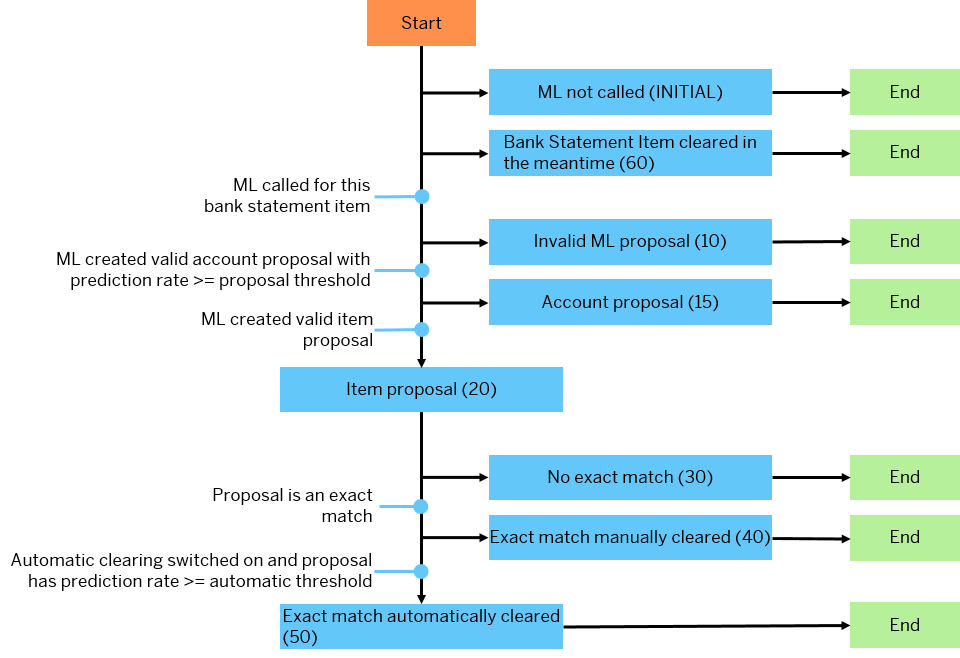 Start
ML not called (INITIAL)
End
Bank Statement Item cleared in
the meantime (60)
End
ML called for this
bank statement item
Invalid ML proposal (10)
End
ML created valid account proposal with
prediction rate >= proposal threshold
Account proposal (15)
End
ML created valid item
proposal
Item proposal (20)
No exact match (30)
End
Proposal is an exact
match
Exact match manually cleared (40)
End
Automatic clearing switched on and proposal
has prediction rate >= automatic threshold
Exact match automatically cleared
(50)
End